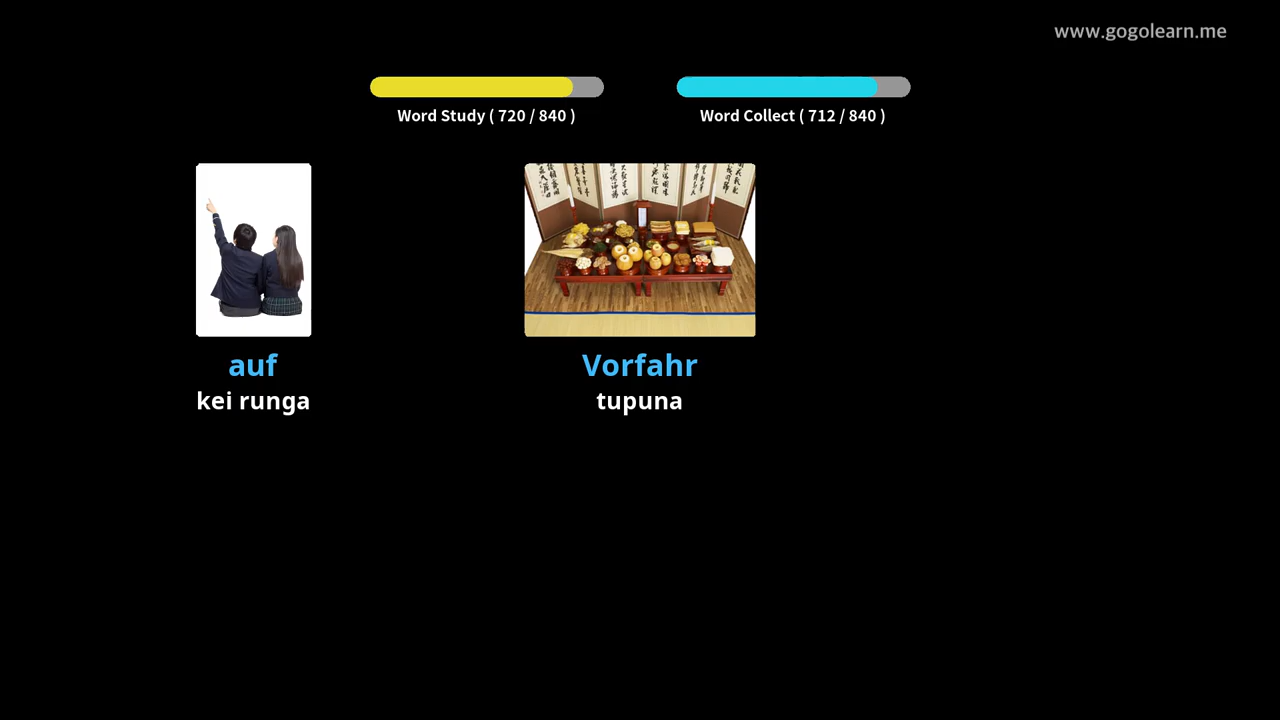 www.gogolearn.me
Word Study ( 720 / 840 )
Word Collect ( 712 / 840 )
auf
kei runga
Vorfahr
tupuna